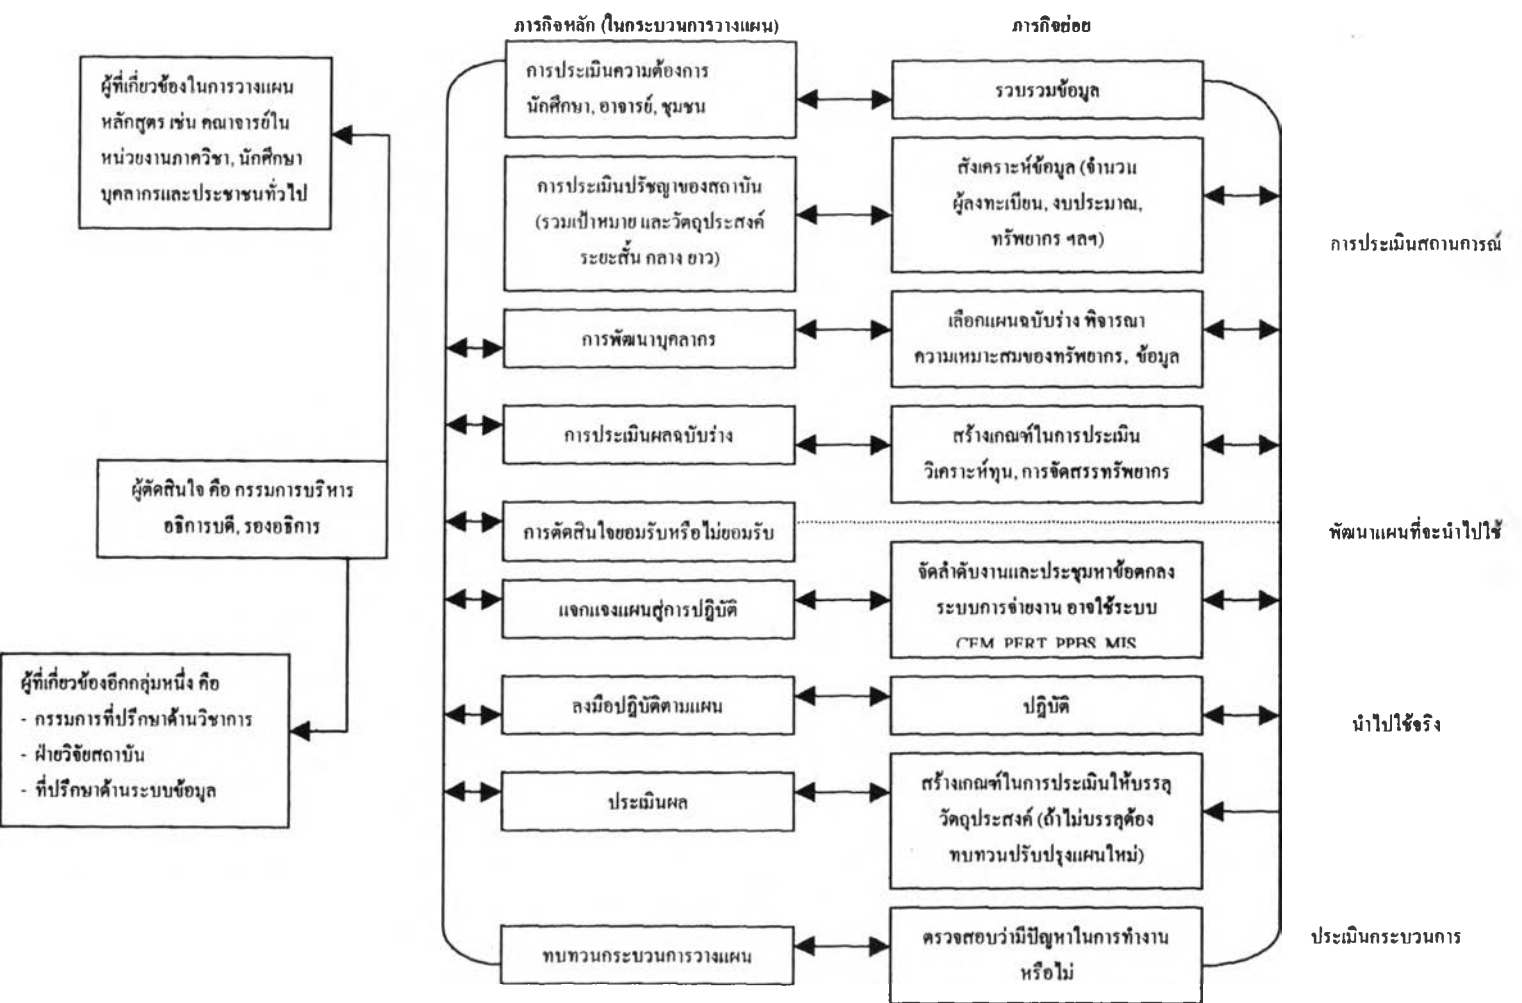 ภารกิจหลัก (ในกระบวนการวางแผน)
ภารกิจย่อย
ผู้ที่เกี่ยวข้องในการวางแผน
หลักสูตร เช่น คณาจารย์ใน
หน่วยงานภาควิชา, นักศึกษา
บุคลากรและประชาชนทั่วไป
ผู้ตัดสินใจ คือ กรรมการบริหาร
อธิการบดี, รองอธิการ
ผู้ที่เกี่ยวข้องอีกกลุ่มหนึ่ง คือ
- กรรมการที่ปรึกษาด้านวิชาการ
- ฝ่ายวิจัยสถาบัน
- ที่ปรึกษาด้านระบบข้อมูล
การประเมินความต้องการ
นักศึกษา, อาจารย์, ชุมชน
รวบรวมข้อมูล
การประเมินปรัชญาของสถาบัน
(รวมเป้าหมาย และวัตถุประสงค์
ระยะสั้น กลาง ยาว)
สังเคราะห์ข้อมูล (จำนวน
ผู้ลงทะเบียน, งบประมาณ,
ทรัพยากร ฯลฯ)
การประเมินสถานการณ์
การพัฒนาบุคลากร
เลือกแผนฉบับร่าง พิจารณา
ความเหมาะสมของทรัพยากร, ข้อมูล
การประเมินผลฉบับร่าง
สร้างเกณฑ์ในการประเมิน
วิเคราะห์ทุน, การจัดสรรทรัพยากร
การตัดสินใจยอมรับหรือไม่ยอมรับ
พัฒนาแผนที่จะนำไปใช้
แจกแจงแผนสู่การปฏิบัติ
จัดลำดับงานและประชุมหาข้อตกลง
ระบบการจ่ายงาน อาจใช้ระบบ
CFM PERT PPBS MIS
ลงมือปฏิบัติตามแผน
ปฏิบัติ
นำไปใช้จริง
ประเมินผล
สร้างเกณฑ์ในการประเมินให้บรรลุ
วัตถุประสงค์ (ถ้าไม่บรรลุต้อง
ทบทวนปรับปรุงแผนใหม่)
ทบทวนกระบวนการวางแผน
ตรวจสอบว่ามีปัญหาในการทำงาน
หรือไม่
ประเมินกระบวนการ